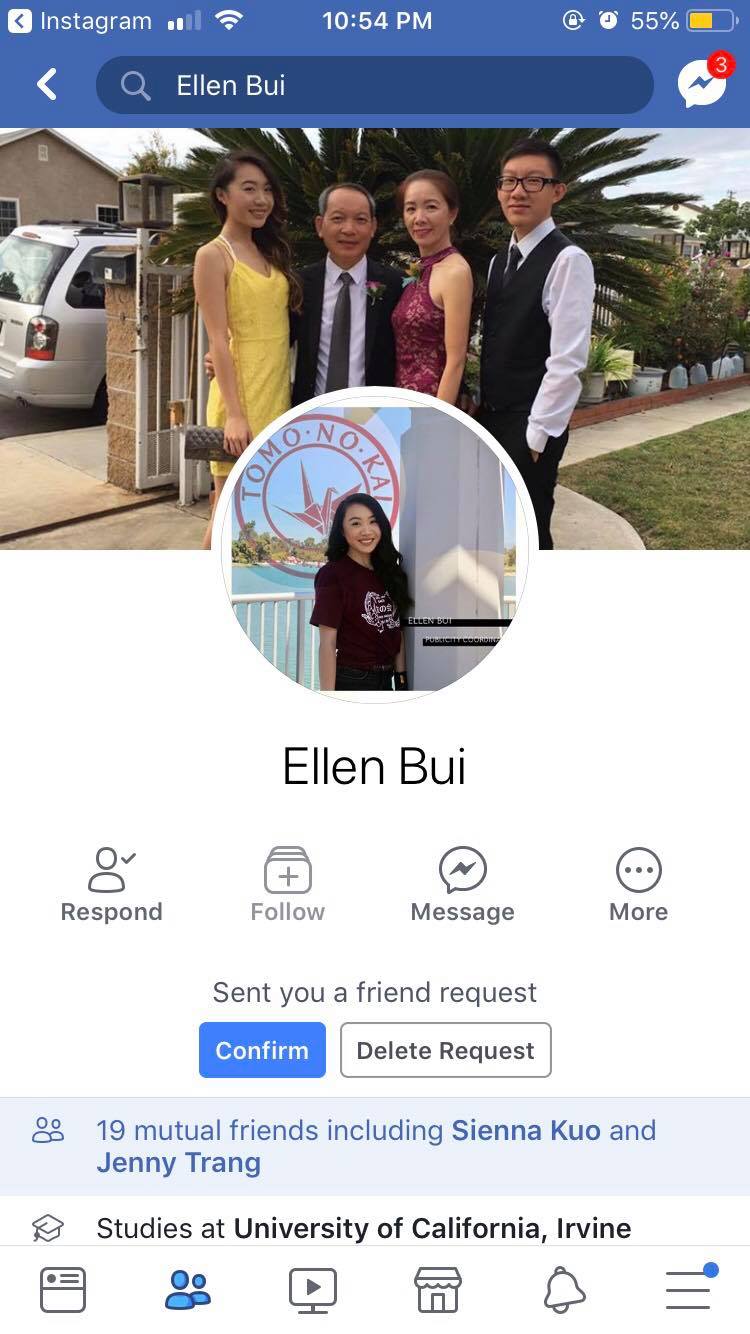 Instagram 10:54 PM 55%
Ellen Bui
3
TOMO·NO·KAI
ELLEN BUI
PUBLICITY
Ellen Bui
Respond Follow Message More
Sent you a friend request
Confirm Delete Request
19 mutual friends including Sienna Kuo and
Jenny Trang
Studies at University of California, Irvine